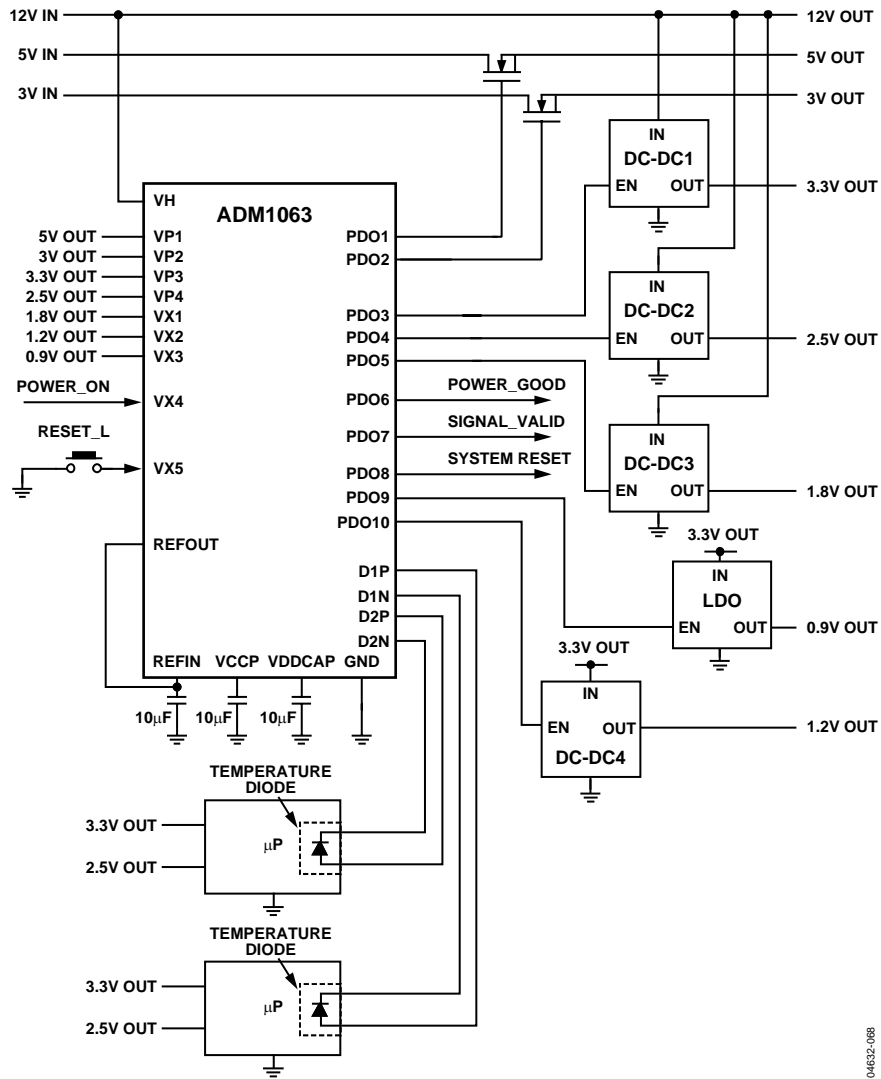 12V IN
12V OUT
5V IN
5V OUT
3V IN
3V OUT
IN
DC-DC1
EN OUT
3.3V OUT
VH
ADM1063
5V OUT VP1
3V OUT VP2
3.3V OUT VP3
2.5V OUT VP4
1.8V OUT VX1
1.2V OUT VX2
0.9V OUT VX3
POWER_ON
VX4
RESET_L
VX5
REFOUT
PDO1
PDO2
PDO3
PDO4
PDO5
PDO6
POWER_GOOD
PDO7
SIGNAL_VALID
PDO8
SYSTEM RESET
PDO9
PDO10
D1P
D1N
D2P
D2N
REFIN VCCP VDDCAP GND
10µF 10µF 10µF
IN
DC-DC2
EN OUT
2.5V OUT
IN
DC-DC3
EN OUT
1.8V OUT
3.3V OUT
IN
LDO
EN OUT
0.9V OUT
3.3V OUT
IN
EN OUT
DC-DC4
1.2V OUT
TEMPERATURE
DIODE
3.3V OUT
µP
2.5V OUT
TEMPERATURE
DIODE
3.3V OUT
µP
2.5V OUT
04632-068